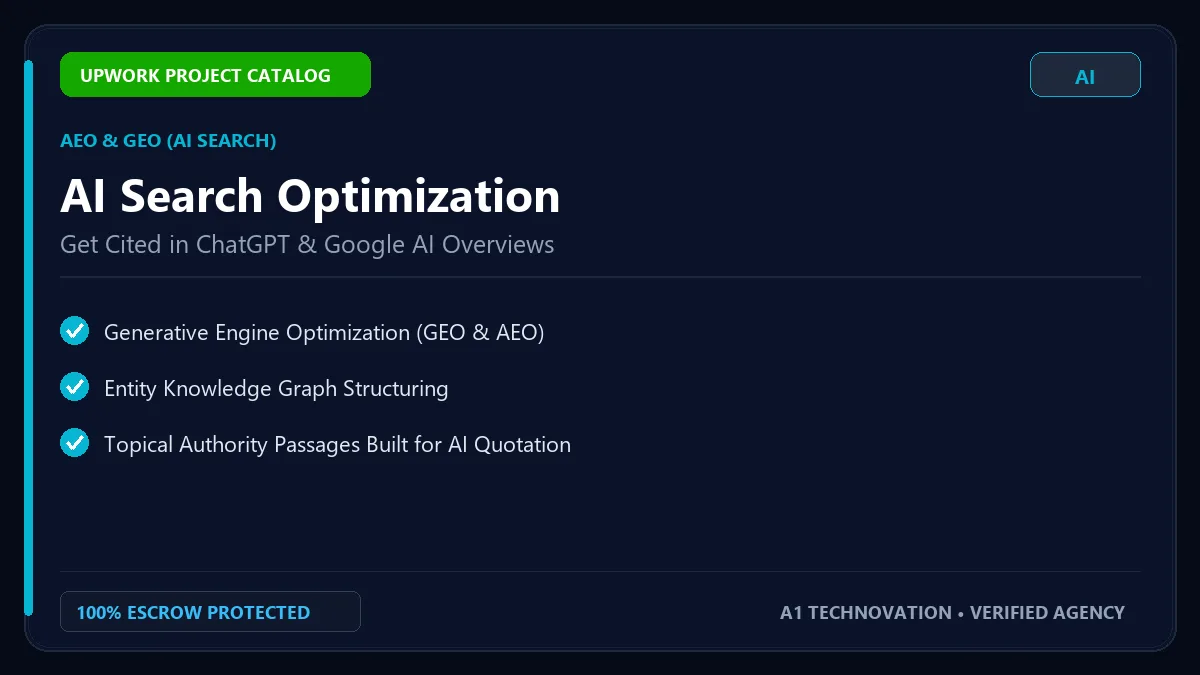 UPWORK PROJECT CATALOG
AI
AEO & GEO (AI SEARCH)
AI Search Optimization
Get Cited in ChatGPT & Google AI Overviews
Generative Engine Optimization (GEO & AEO)
Entity Knowledge Graph Structuring
Topical Authority Passages Built for AI Quotation
100% ESCROW PROTECTED
A1 TECHNOVATION • VERIFIED AGENCY